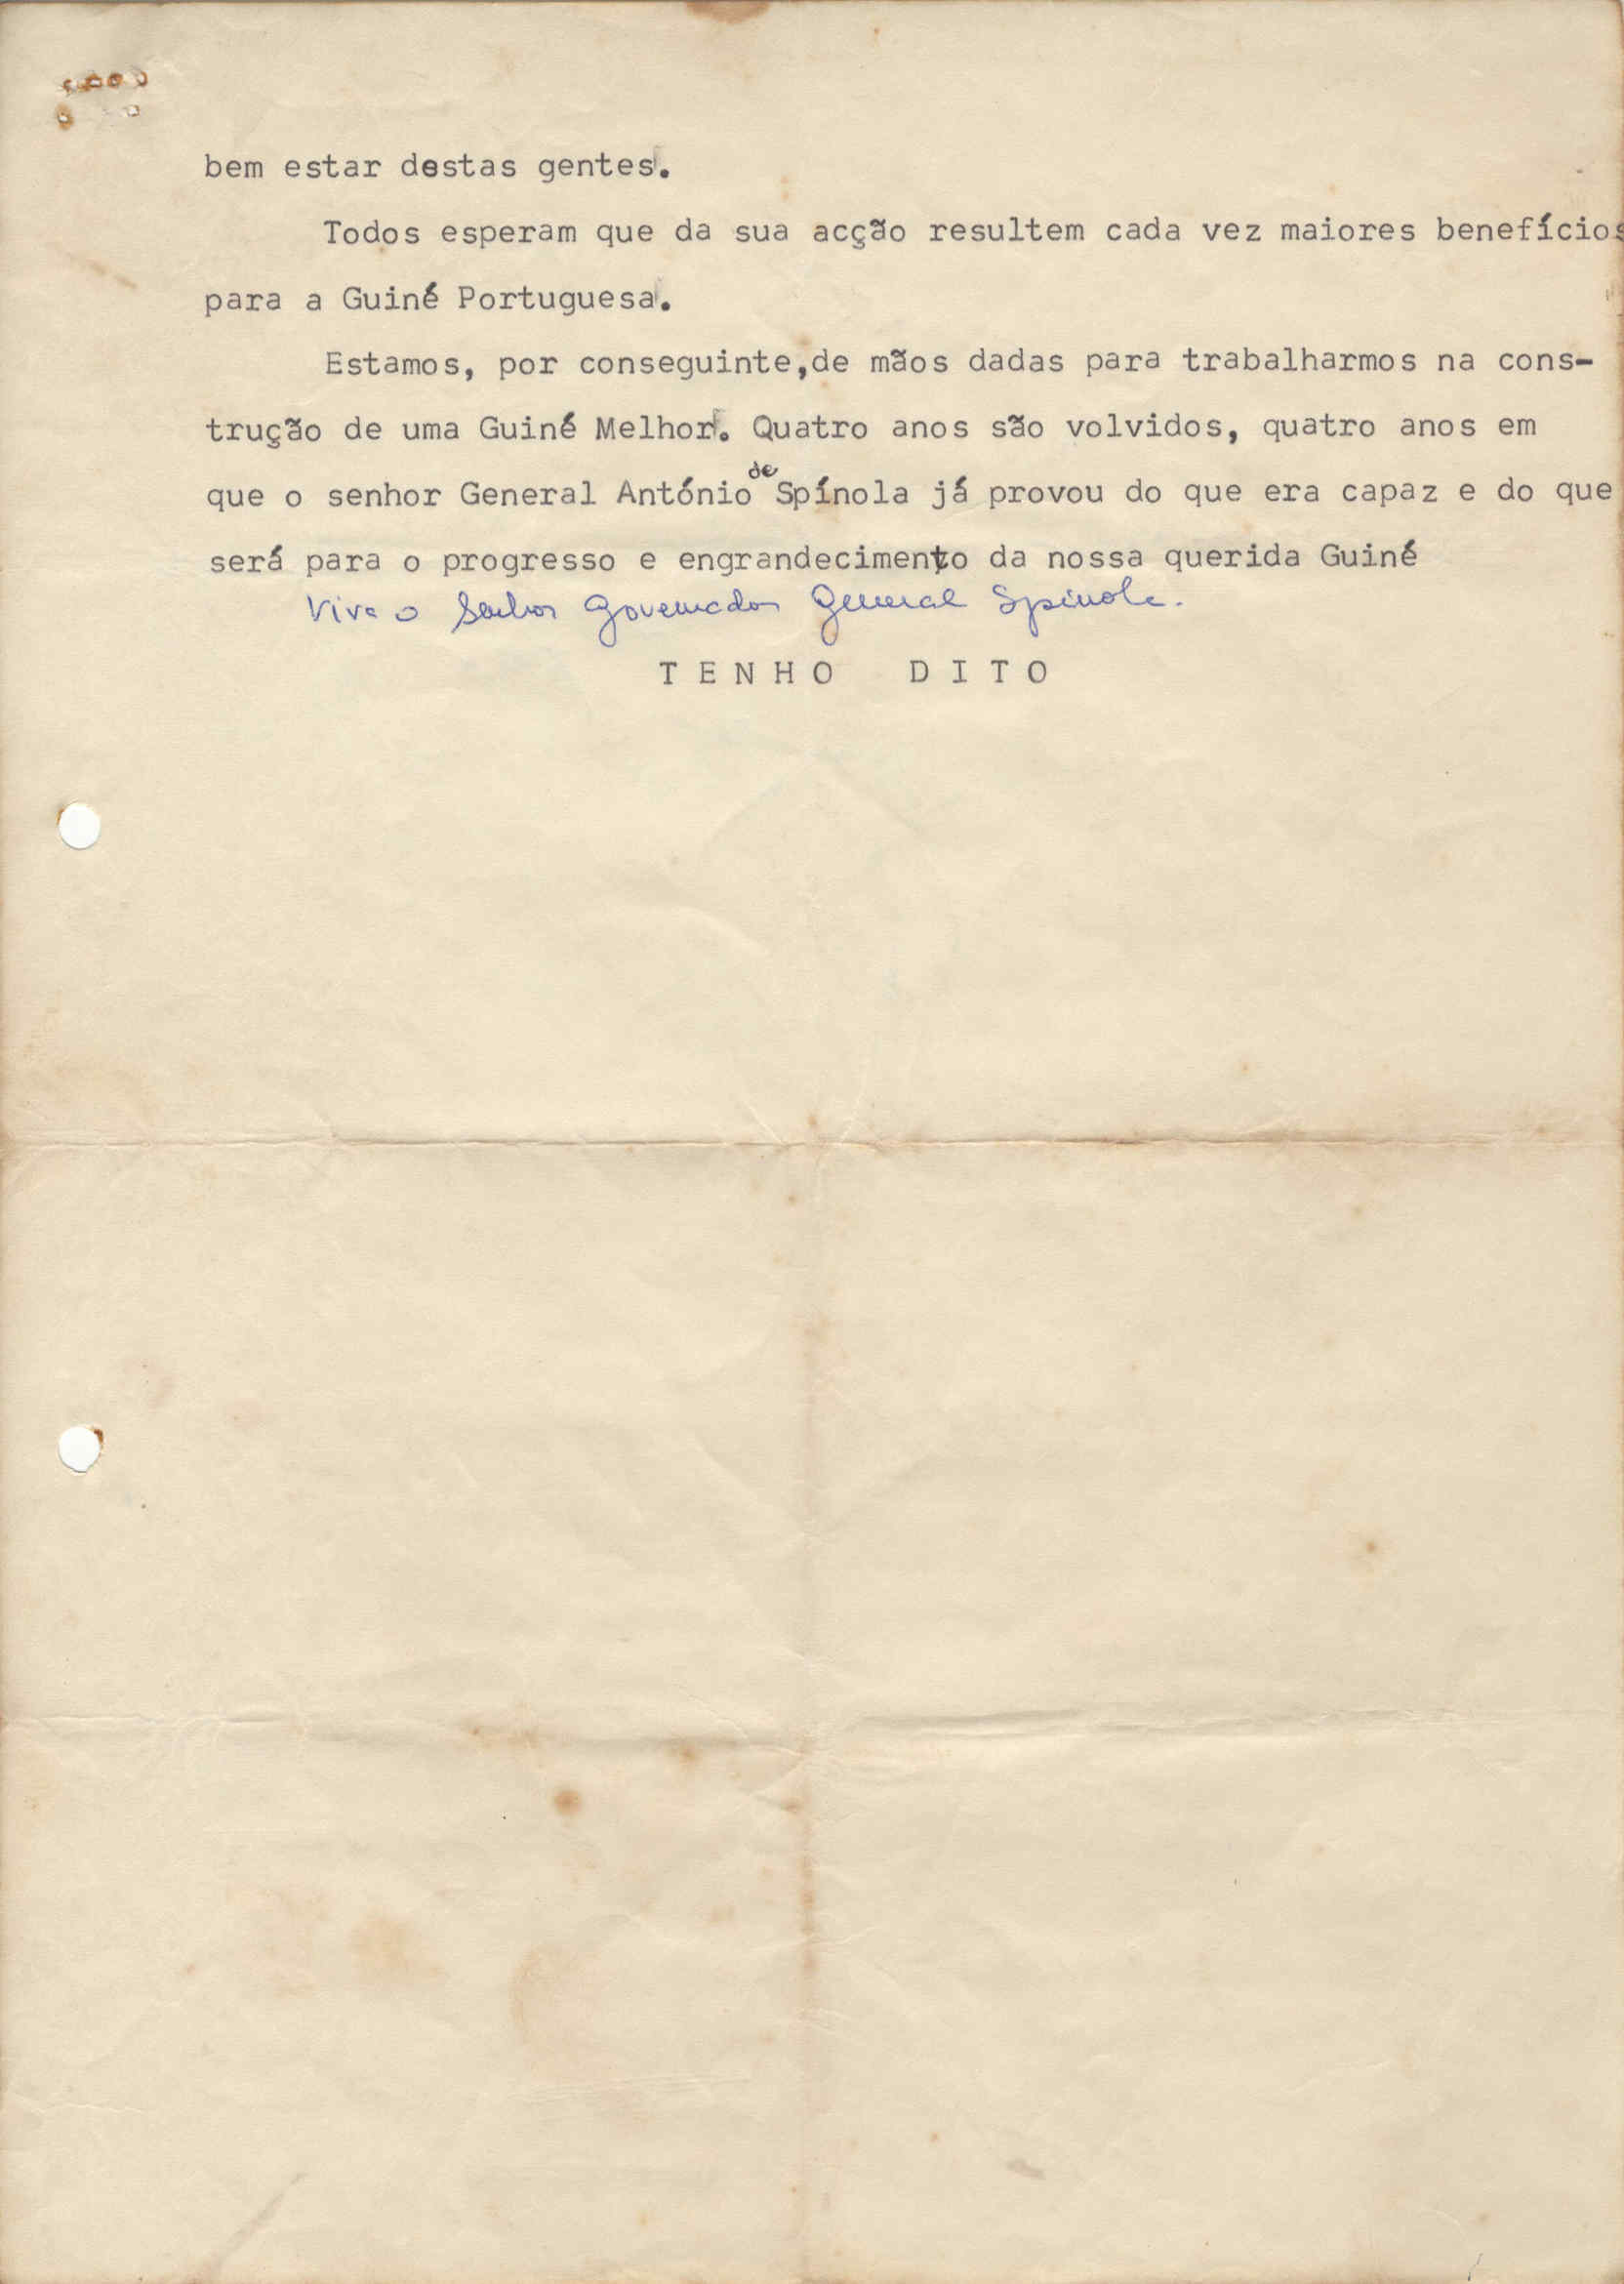 bem estar destas gentes.
Todos esperam que da sua acção resultem cada vez maiores benefícios
para a Guiné Portuguesa.
Estamos, por conseguinte,de mãos dadas para trabalharmos na cons-
trução de uma Guiné Melhor. Quatro anos são volvidos, quatro anos em
que o senhor General António de Spínola já provou do que era capaz e do que
será para o progresso e engrandecimento da nossa querida Guiné
Viva o Senhor Governador General Spinola.
TENHO DITO